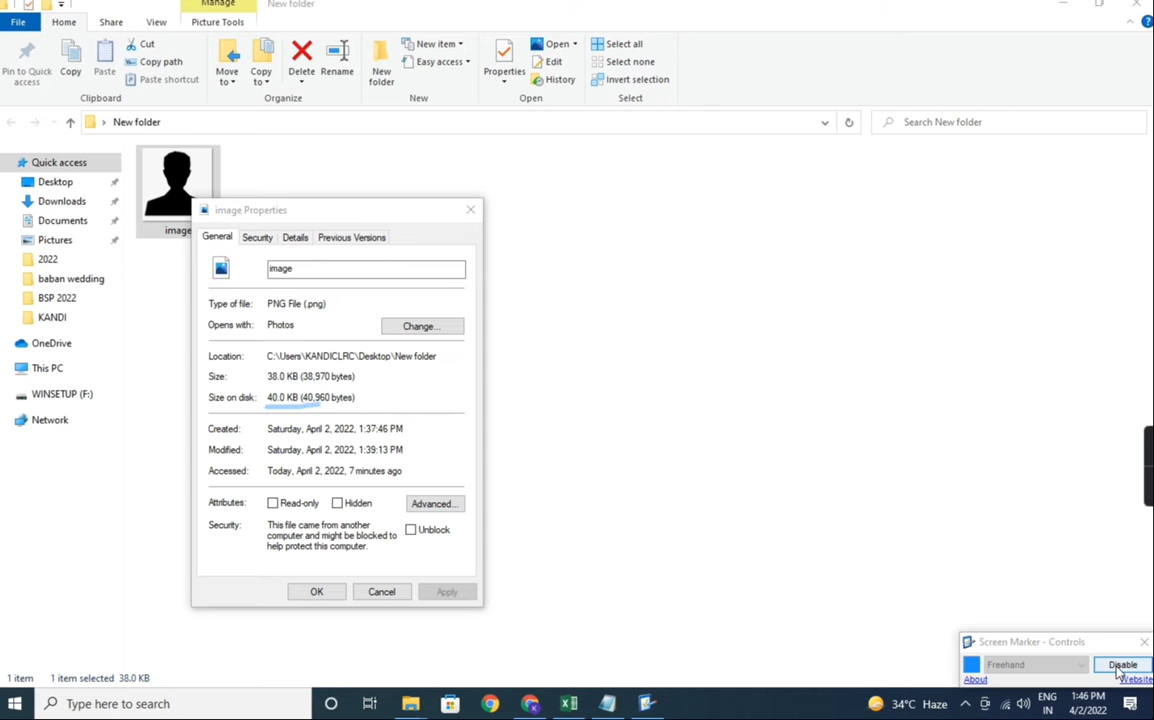 Manage
New folder
File
Home
Share
View
Picture Tools
Pin to Quick access
Copy
Paste
Cut
Copy path
Paste shortcut
Clipboard
Move to
Copy to
Delete
Rename
Organize
New folder
New item
Easy access
New
Properties
Open
Edit
History
Open
Select all
Select none
Invert selection
Select
New folder
Search New folder
Quick access
Desktop
Downloads
Documents
Pictures
2022
baban wedding
BSP 2022
KANDI
OneDrive
This PC
WINSETUP (F:)
Network
image
image Properties
General
Security
Details
Previous Versions
image
Type of file: PNG File (.png)
Opens with: Photos
Change...
Location: C:\Users\KANDICLRC\Desktop\New folder
Size: 38.0 KB (38,970 bytes)
Size on disk: 40.0 KB (40,960 bytes)
Created: Saturday, April 2, 2022, 1:37:46 PM
Modified: Saturday, April 2, 2022, 1:39:13 PM
Accessed: Today, April 2, 2022, 7 minutes ago
Attributes: Read-only Hidden Advanced...
Security: This file came from another
computer and might be blocked to
help protect this computer.
Unblock
OK
Cancel
Apply
Screen Marker - Controls
Freehand
Disable
About
Website
1 item
1 item selected 38.0 KB
Type here to search
34°C Haze
ENG
IN
1:46 PM
4/2/2022